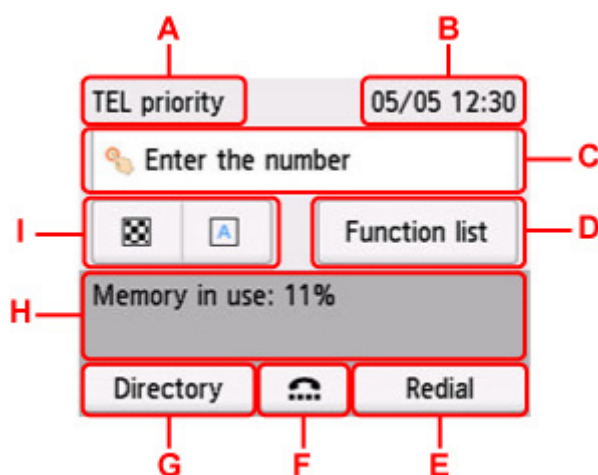 A
B
TEL priority
05/05 12:30
Enter the number
C
I
A
Function list
D
H
Memory in use: 11%
Directory
Redial
G
F
E